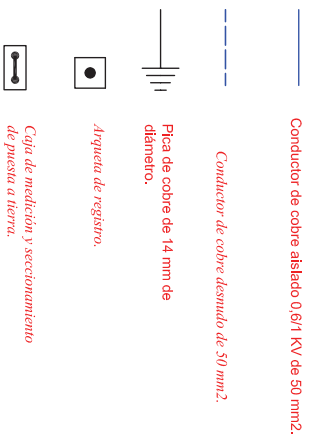 Conductor de cobre aislado 0,6/1 KV de 50 mm2.
Conductor de cobre desnudo de 50 mm2.
Pica de cobre de 14 mm de
diámetro.
Arqueta de registro.
Caja de medición y seccionamiento
de puesta a tierra.